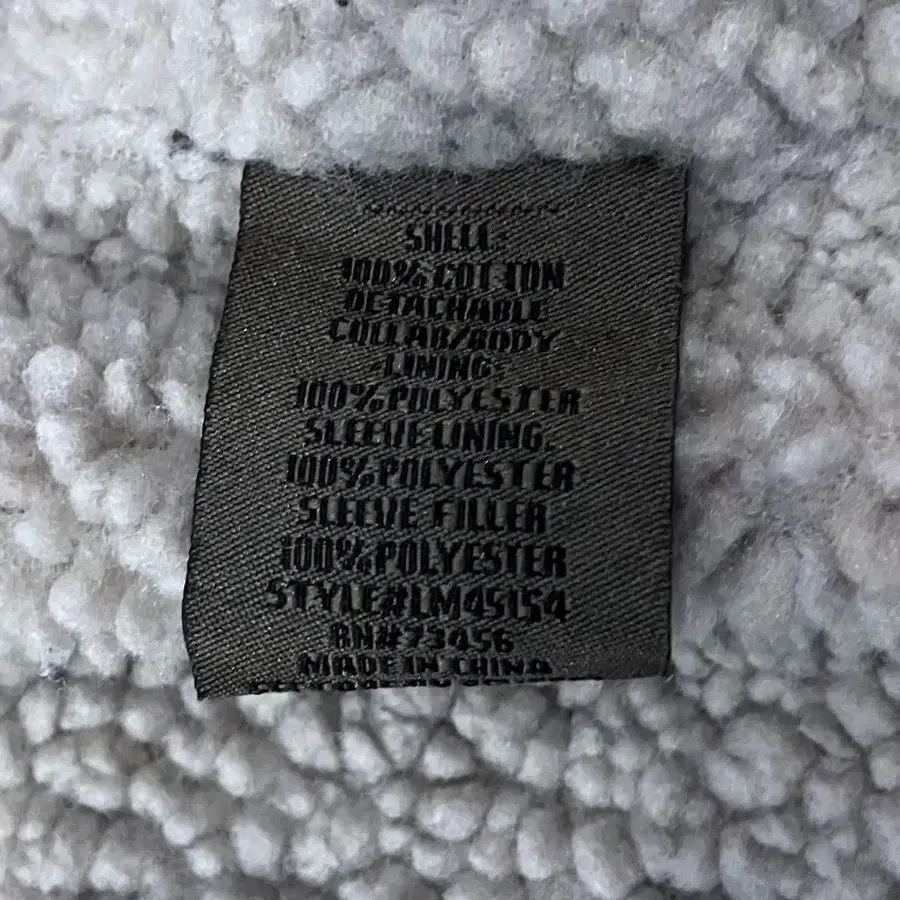 SHELL:
100% COTTON
DETACHABLE
COLLAR/BODY
LINING:
100% POLYESTER
SLEEVE LINING:
100% POLYESTER
SLEEVE FILLER
100% POLYESTER
STYLE#LM45154
RN#73456
MADE IN CHINA